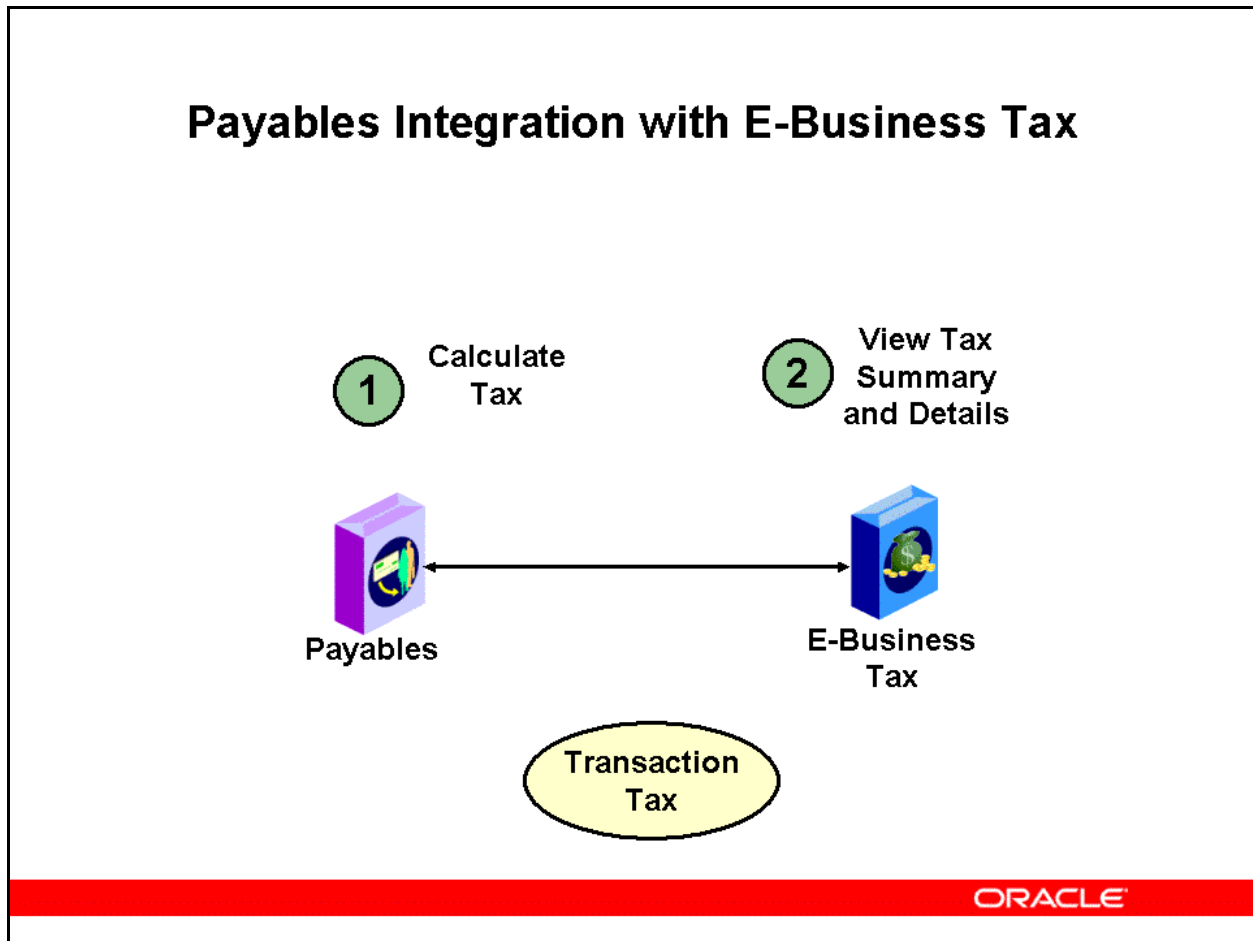 Payables Integration with E-Business Tax
1
Calculate
Tax
2
View Tax
Summary
and Details
Payables
E-Business
Tax
$
Transaction
Tax
ORACLE